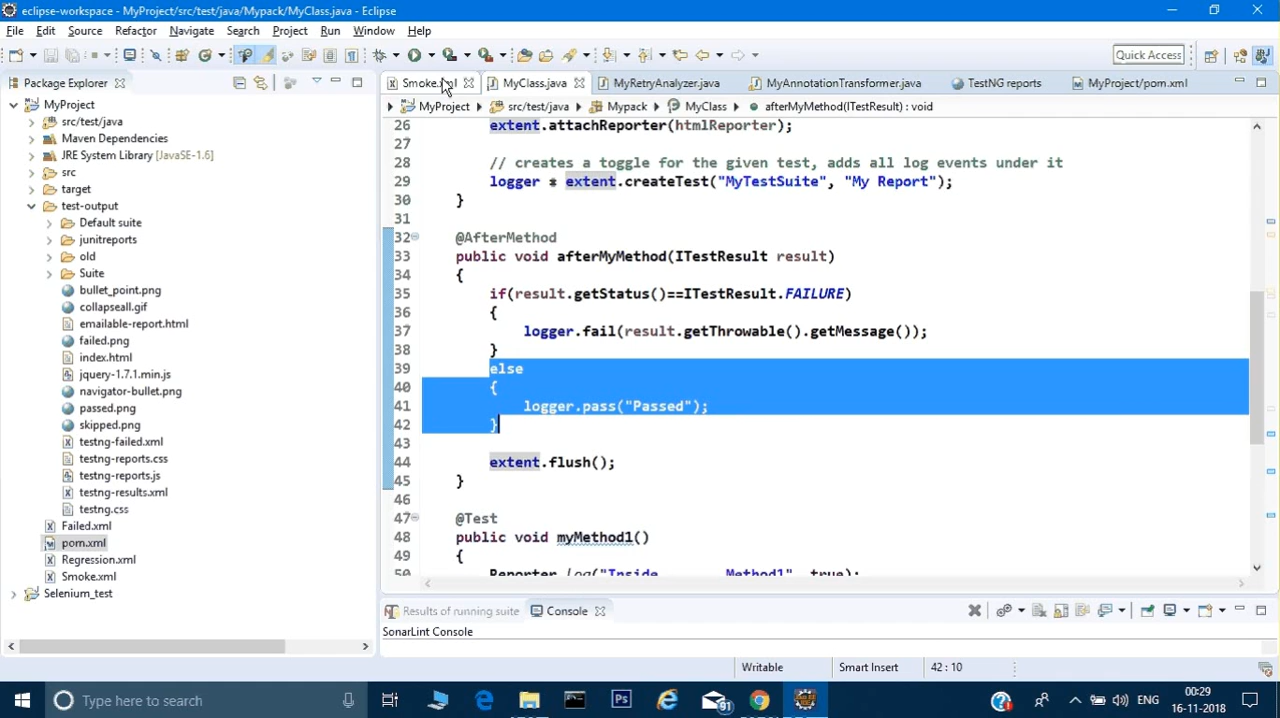 eclipse-workspace - MyProject/src/test/java/Mypack/MyClass.java - Eclipse
File Edit Source Refactor Navigate Search Project Run Window Help
Quick Access
Package Explorer
Smoke.xml MyClass.java MyRetryAnalyzer.java MyAnnotationTransformer.java TestNG reports MyProject/pom.xml
MyProject src/test/java Mypack MyClass afterMyMethod(ITestResult) : void
MyProject
src/test/java
Maven Dependencies
JRE System Library [JavaSE-1.6]
src
target
test-output
Default suite
junitreports
old
Suite
bullet_point.png
collapseall.gif
emailable-report.html
failed.png
index.html
jquery-1.7.1.min.js
navigator-bullet.png
passed.png
skipped.png
testng-failed.xml
testng-reports.css
testng-reports.js
testng-results.xml
testng.css
Failed.xml
pom.xml
Regression.xml
Smoke.xml
Selenium_test
26 extent.attachReporter(htmlReporter);
27
28 // creates a toggle for the given test, adds all log events under it
29 logger = extent.createTest("MyTestSuite", "My Report");
30 }
31
32 @AfterMethod
33 public void afterMyMethod(ITestResult result)
34 {
35 if(result.getStatus()==ITestResult.FAILURE)
36 {
37 logger.fail(result.getThrowable().getMessage());
38 }
39 else
40 {
41 logger.pass("Passed");
42 }
43
44 extent.flush();
45 }
46
47 @Test
48 public void myMethod1()
49 {
50 Reporter.log("Inside Method1", true);
Results of running suite Console
SonarLint Console
Writable Smart Insert 42 : 10
Type here to search
91
ENG
00:29
16-11-2018